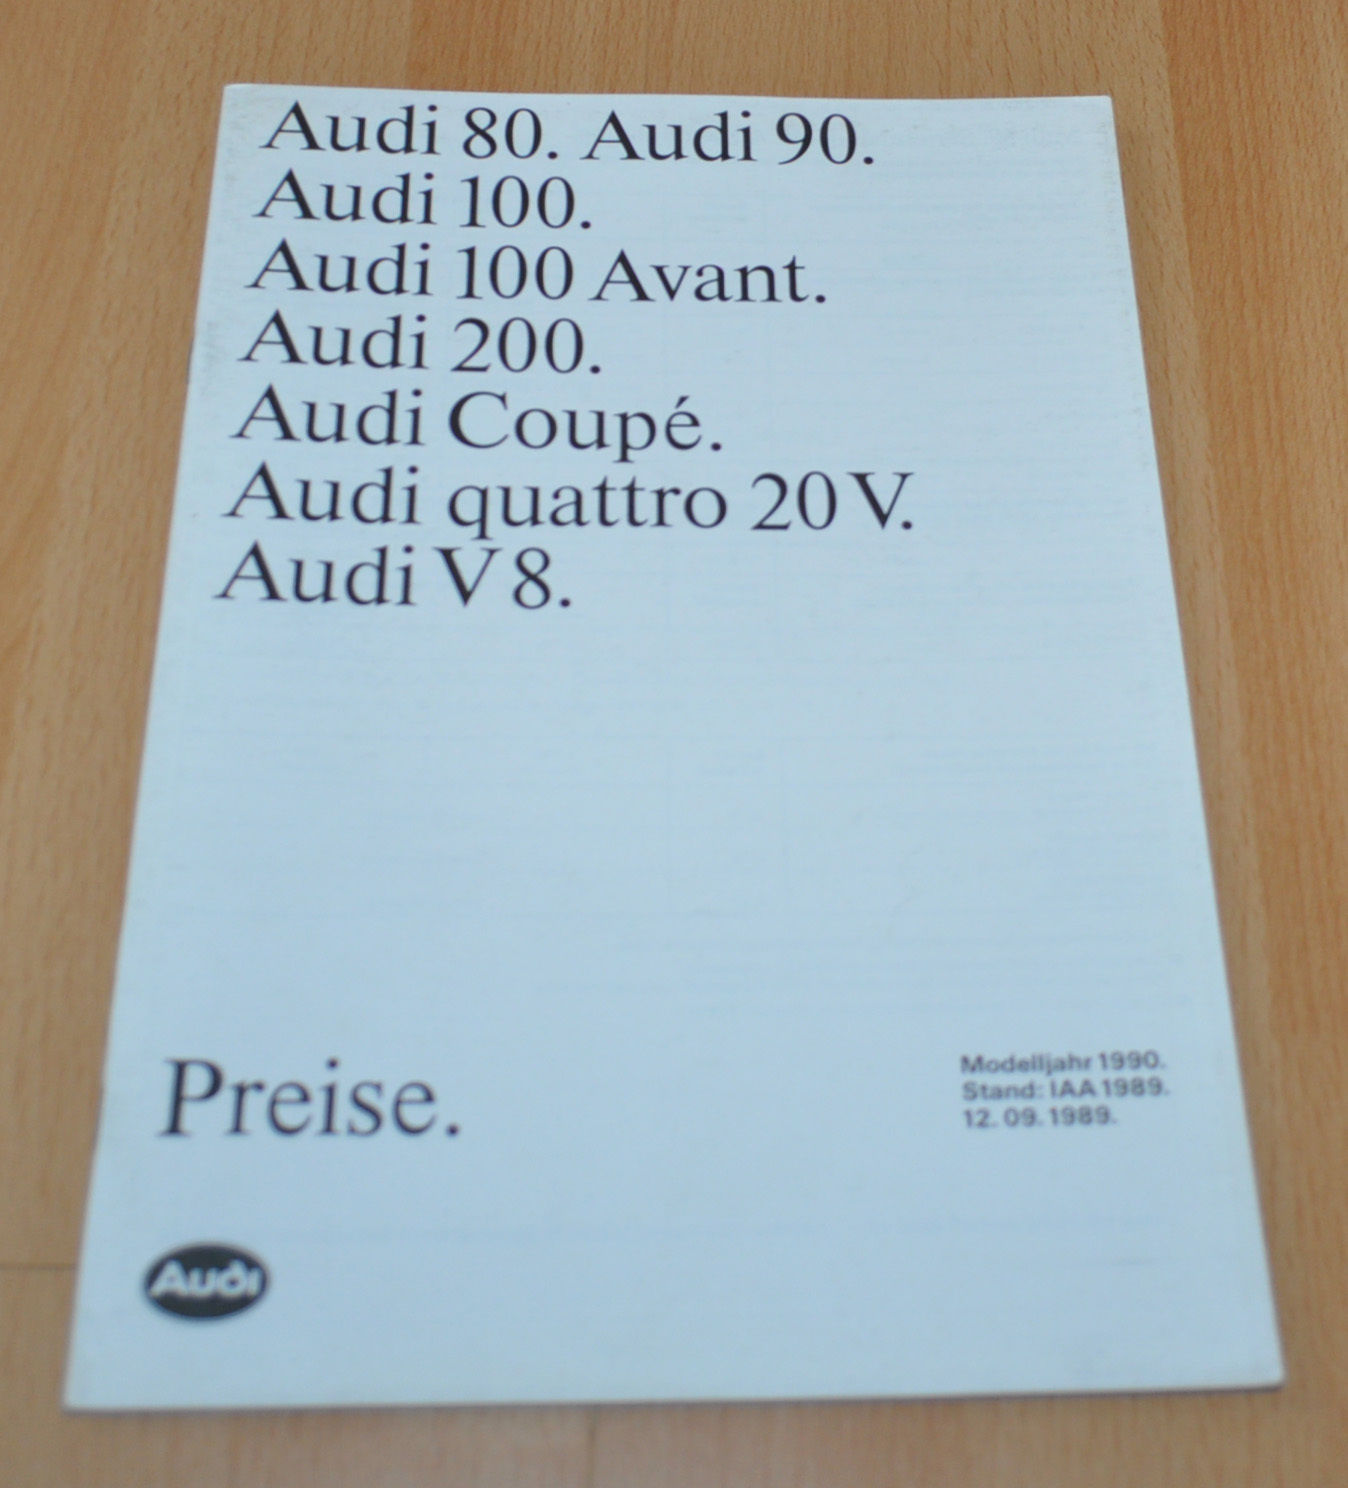 Audi 80. Audi 90.
Audi 100.
Audi 100 Avant.
Audi 200.
Audi Coupé.
Audi quattro 20 V.
Audi V 8.
Preise.
Modelljahr 1990.
Stand: IAA 1989.
12. 09. 1989.
Audi